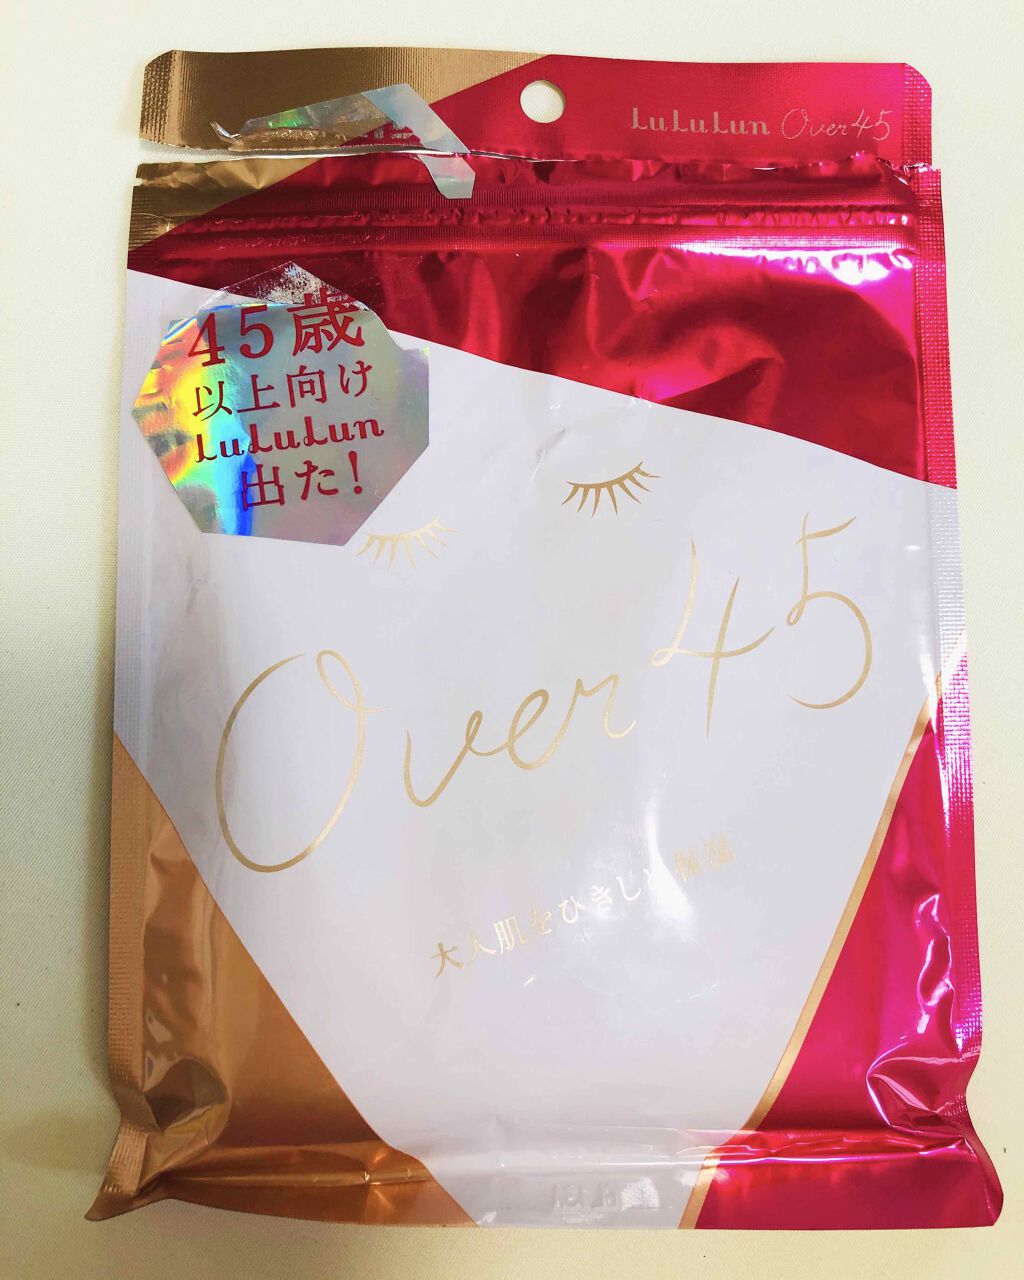 LuLuLun Over45
45歳
以上向け
LuLuLun
出た!
Over45
大人肌をひきしめ保湿